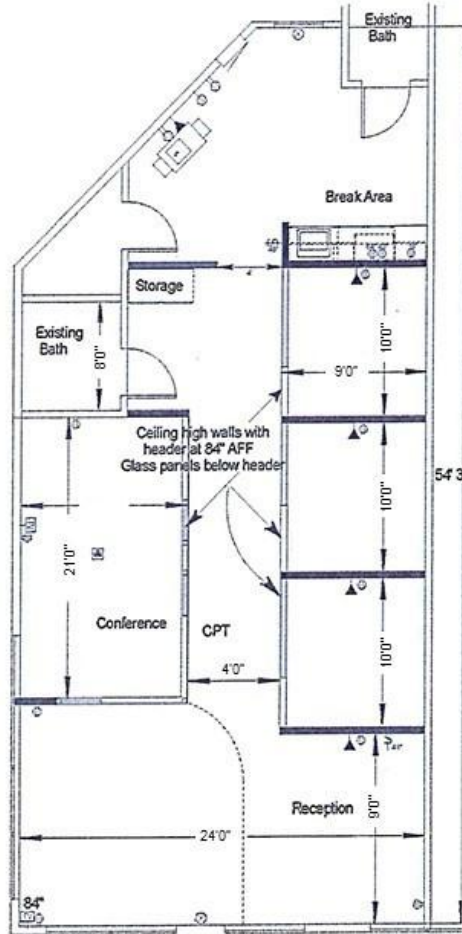 Existing
Bath
Break Area
Storage
Existing
Bath
8'0"
9'0"
10'0"
Ceiling high walls with
header at 84" AFF
Glass panels below header
10'0"
54'3
21'0"
Conference
CPT
4'0"
10'0"
Reception
9'0"
24'0"
84"